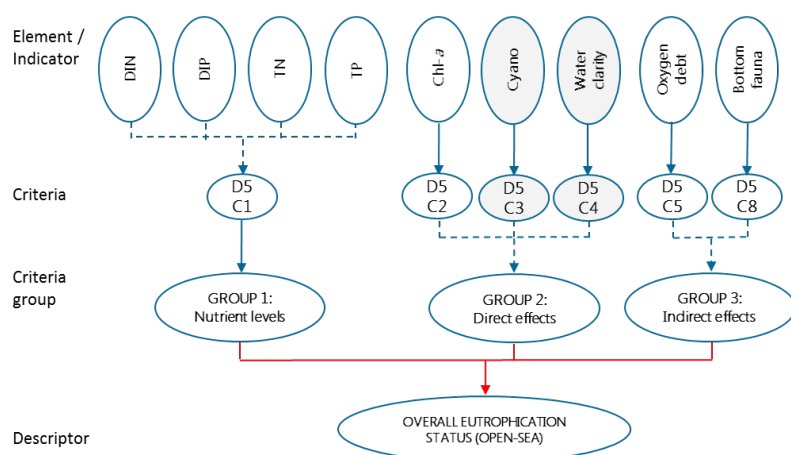 Element /
Indicator
DIN
DIP
TN
TP
Chl-a
Cyano
Water
clarity
Oxygen
debt
Bottom
fauna
Criteria
D5
C1
D5
C2
D5
C3
D5
C4
D5
C5
D5
C8
Criteria
group
GROUP 1:
Nutrient levels
GROUP 2:
Direct effects
GROUP 3:
Indirect effects
Descriptor
OVERALL EUTROPHICATION
STATUS (OPEN-SEA)